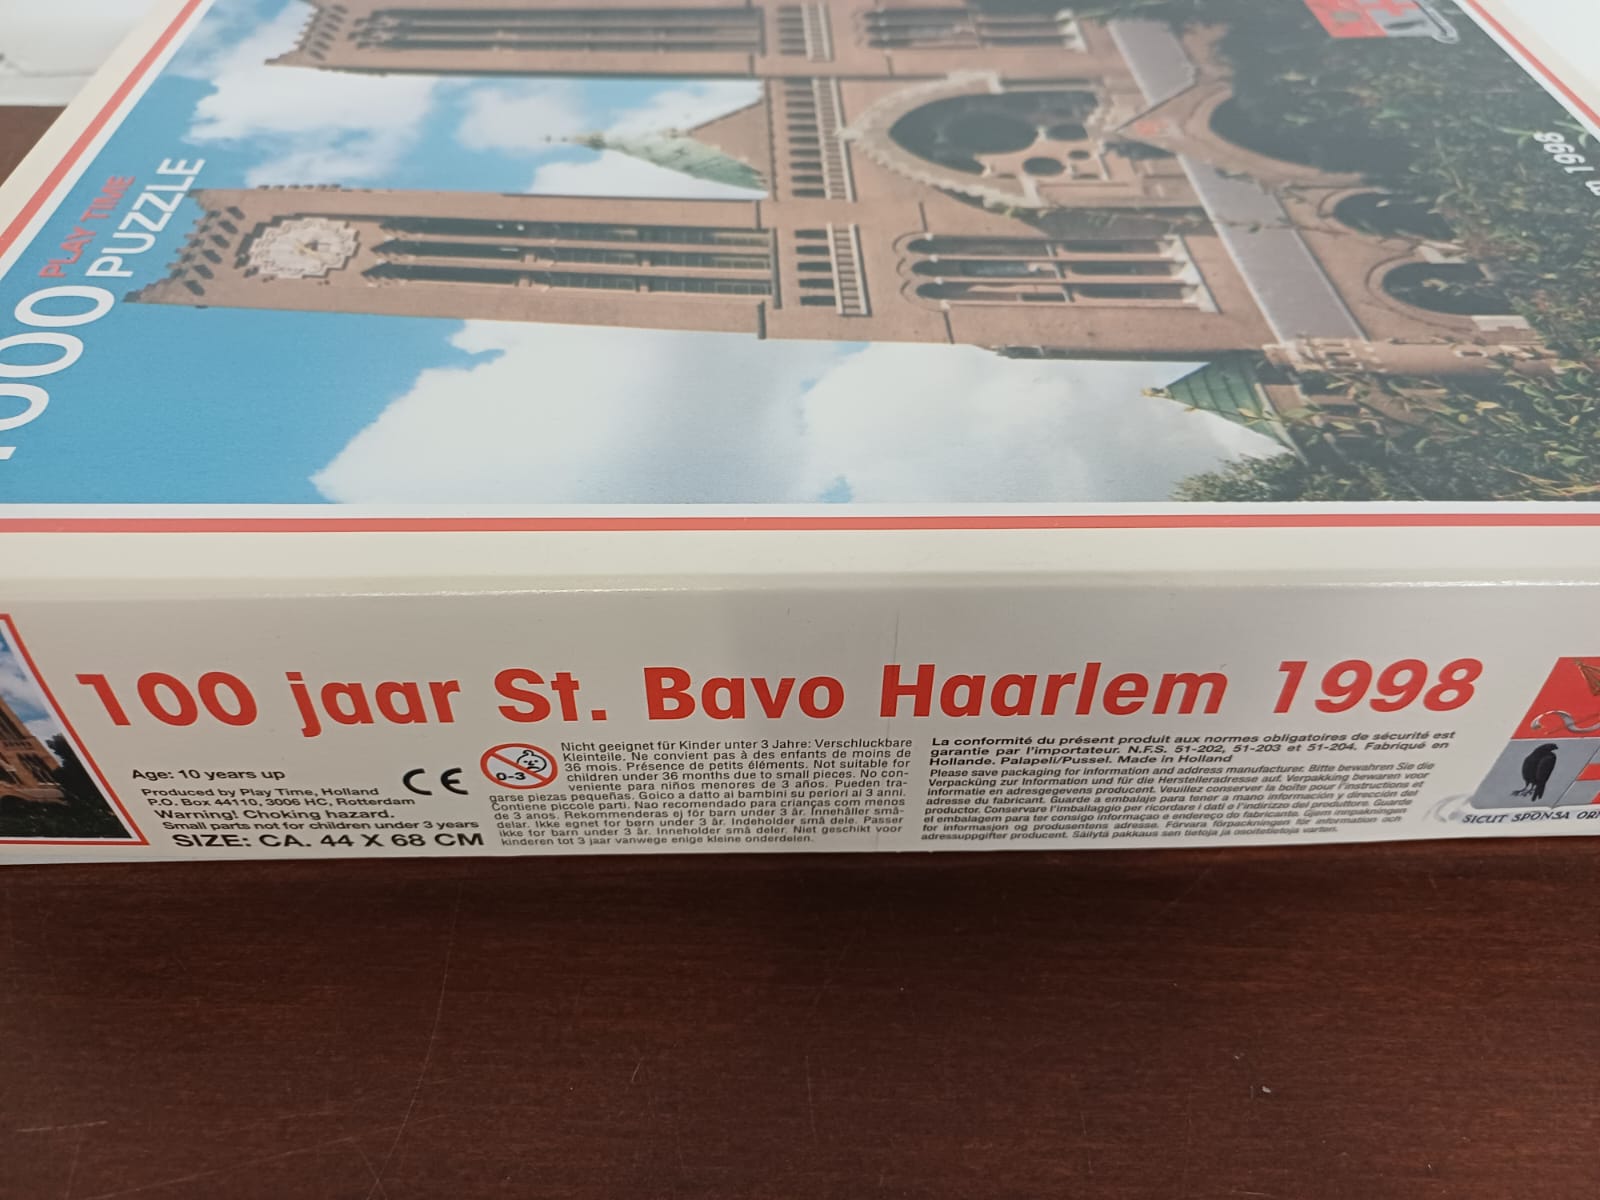 PLAY TIME
1000 PUZZLE
1998
100 jaar St. Bavo Haarlem 1998
Age: 10 years up
CE
Produced by Play Time, Holland
P.O. Box 44110, 3006 HC, Rotterdam
Warning! Choking hazard.
Small parts not for children under 3 years
SIZE: CA. 44 X 68 CM
0-3
Nicht geeignet für Kinder unter 3 Jahre: Verschluckbare
Kleinteile. Ne convient pas à des enfants de moins de
36 mois. Présence de petits éléments. Not suitable for
children under 36 months due to small pieces. No con-
veniente para niños menores de 3 años. Pueden tra-
garse piezas pequeñas. Goico a datto ai bambini su periori al 3 anni.
Contiene piccole parti. Nao recomendado para crianças com menos
de 3 anos. Rekommenderas ej för barn under 3 år. Innehåller små-
delar. Ikke egnet for børn under 3 år. Indeholder små dele. Passer
ikke for barn under 3 år. Inneholder små deler. Niet geschikt voor
kinderen tot 3 jaar vanwege enige kleine onderdelen.
La conformité du présent produit aux normes obligatoires de sécurité est
garantie par l'importateur. N.F.S. 51-202, 51-203 et 51-204. Fabriqué en
Hollande. Palapeli/Pussel. Made in Holland
Please save packaging for information and address manufacturer. Bitte bewahren Sie die
Verpackűng zur Information und für die Herstelleradresse auf. Verpakking bewaren voor
informatie en adresgegevens producent. Veuillez conserver la boîte pour l'instructions et
adresse du fabricant. Guarde a embalaje para tener a mano información y dirección del
productor. Conservare l'imballaggio per ricordare i dati e l'indirizzo del produttore. Guarde
el embalagem para ter consigo informaçao e endereço do fabricante. Gjem innpakningen
for informasjon og produsentens adresse. Förvara förpackningen för information och
adressuppgifter producent. Säilytä pakkaus sen tietoja ja osoitetietoja varten.
SICUT SPONSA